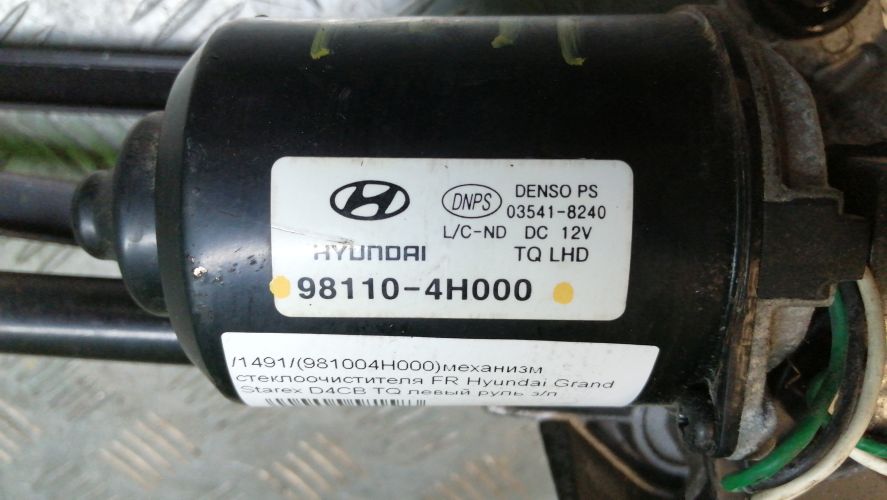 DNPS
DENSO PS
03541-8240
L/C-ND DC 12V
HYUNDAI
TQ LHD
98110-4H000
/1491/(981004H000)механизм
стеклоочистителя FR Hyundai Grand
Starex D4CB TQ левый руль з/п